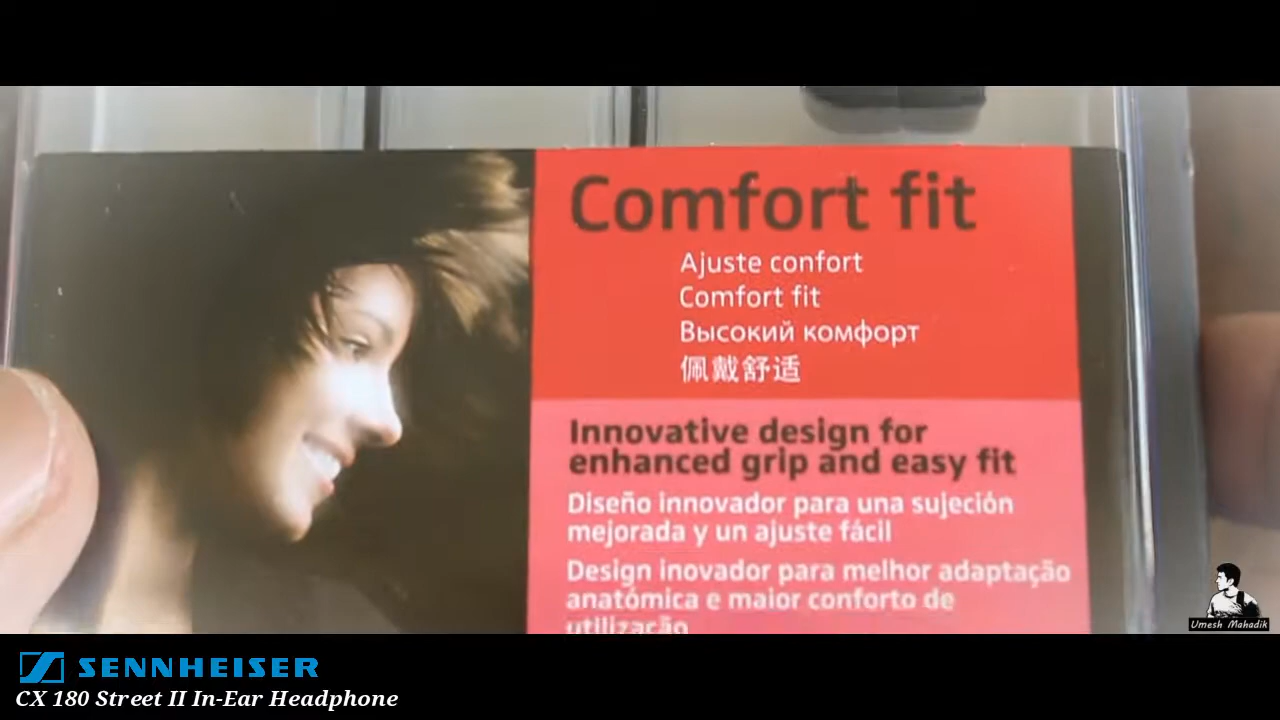 Comfort fit
Ajuste confort
Comfort fit
Высокий комфорт
佩戴舒适
Innovative design for
enhanced grip and easy fit
Diseño innovador para una sujeción
mejorada y un ajuste fácil
Design inovador para melhor adaptação
anatómica e maior conforto de
utilização
Umesh Mahadik
SENNHEISER
CX 180 Street II In-Ear Headphone